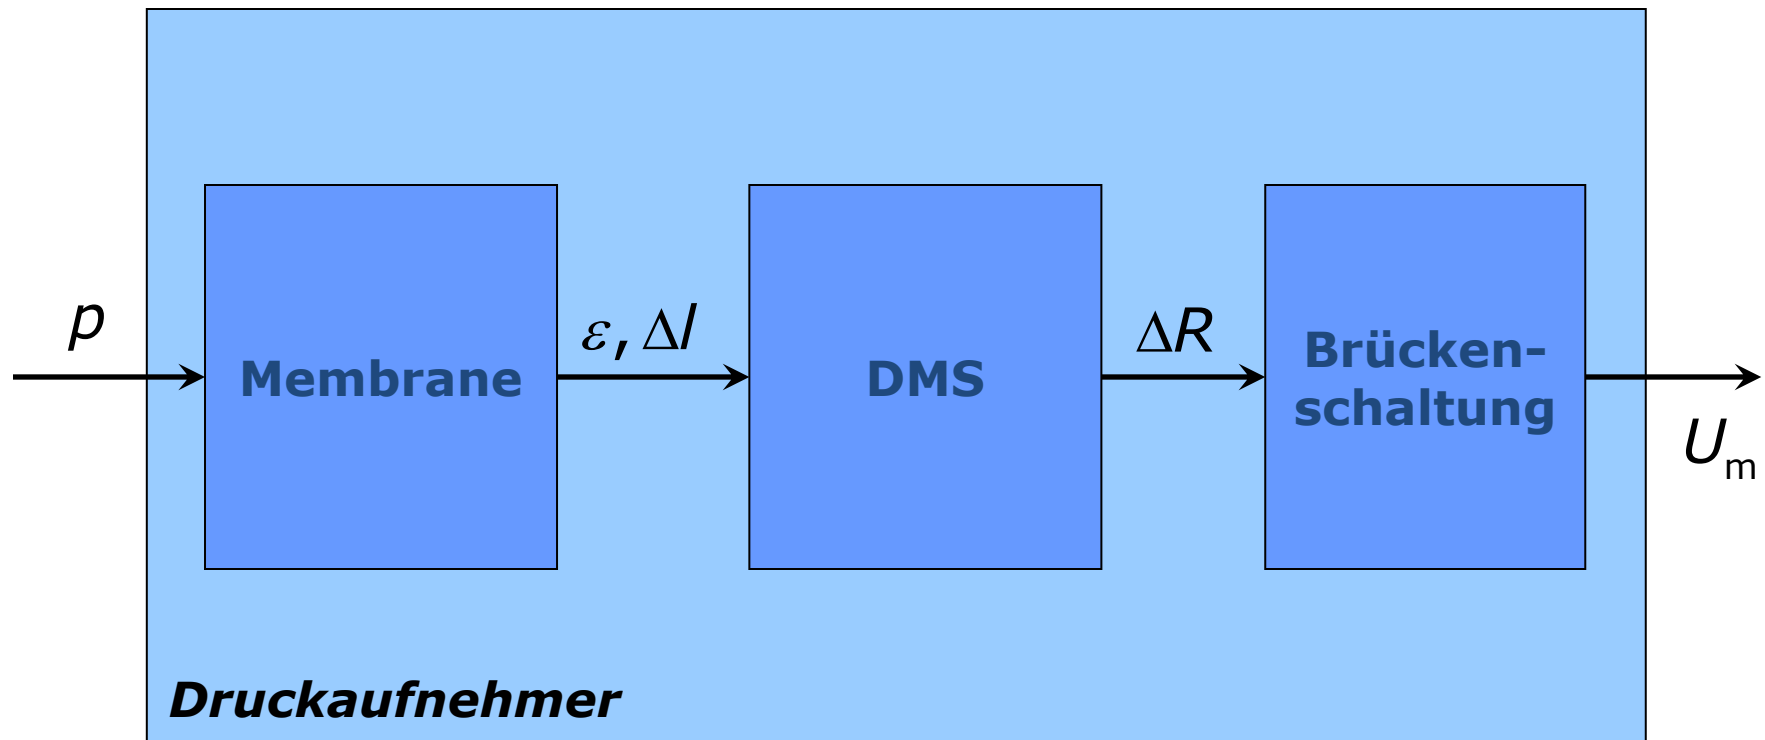 p
ε, Δl
ΔR
Membrane
DMS
Brücken-
schaltung
U_m
Druckaufnehmer